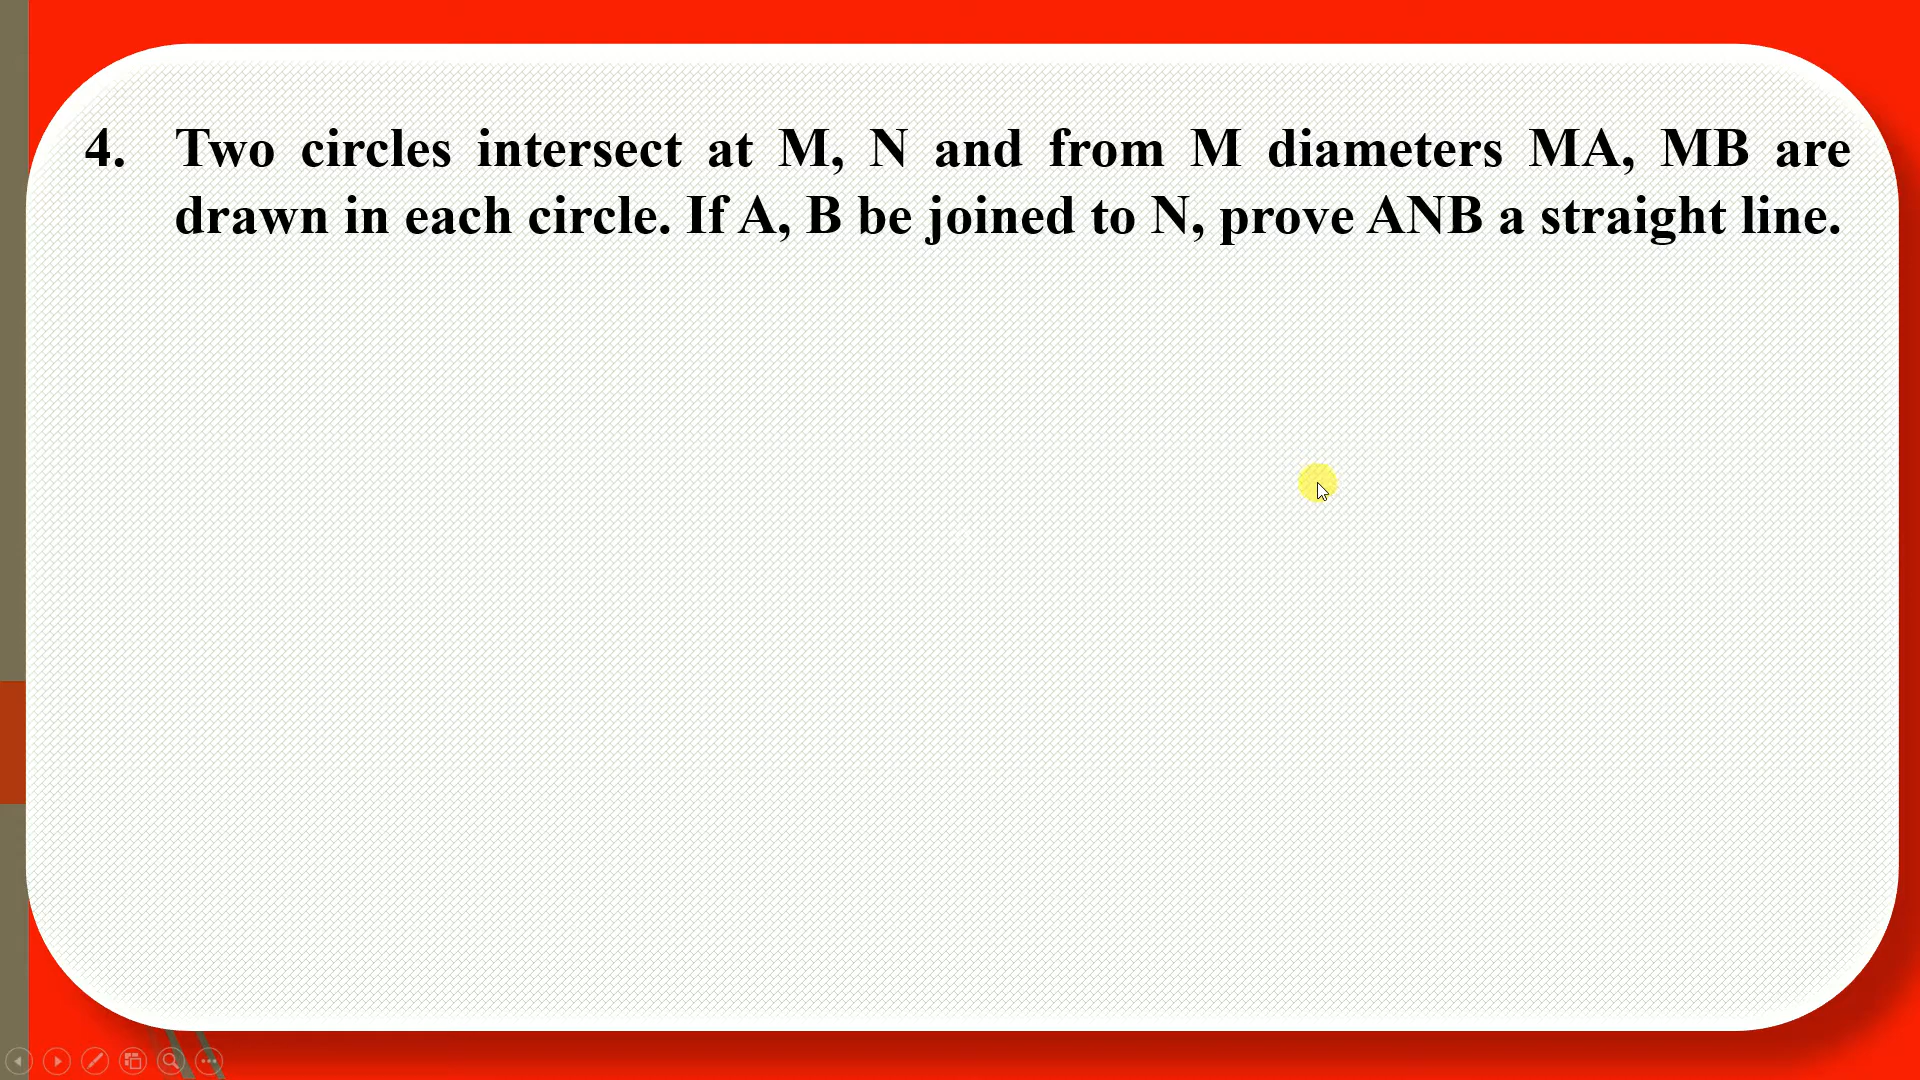 4. Two circles intersect at M, N and from M diameters MA, MB are
drawn in each circle. If A, B be joined to N, prove ANB a straight line.